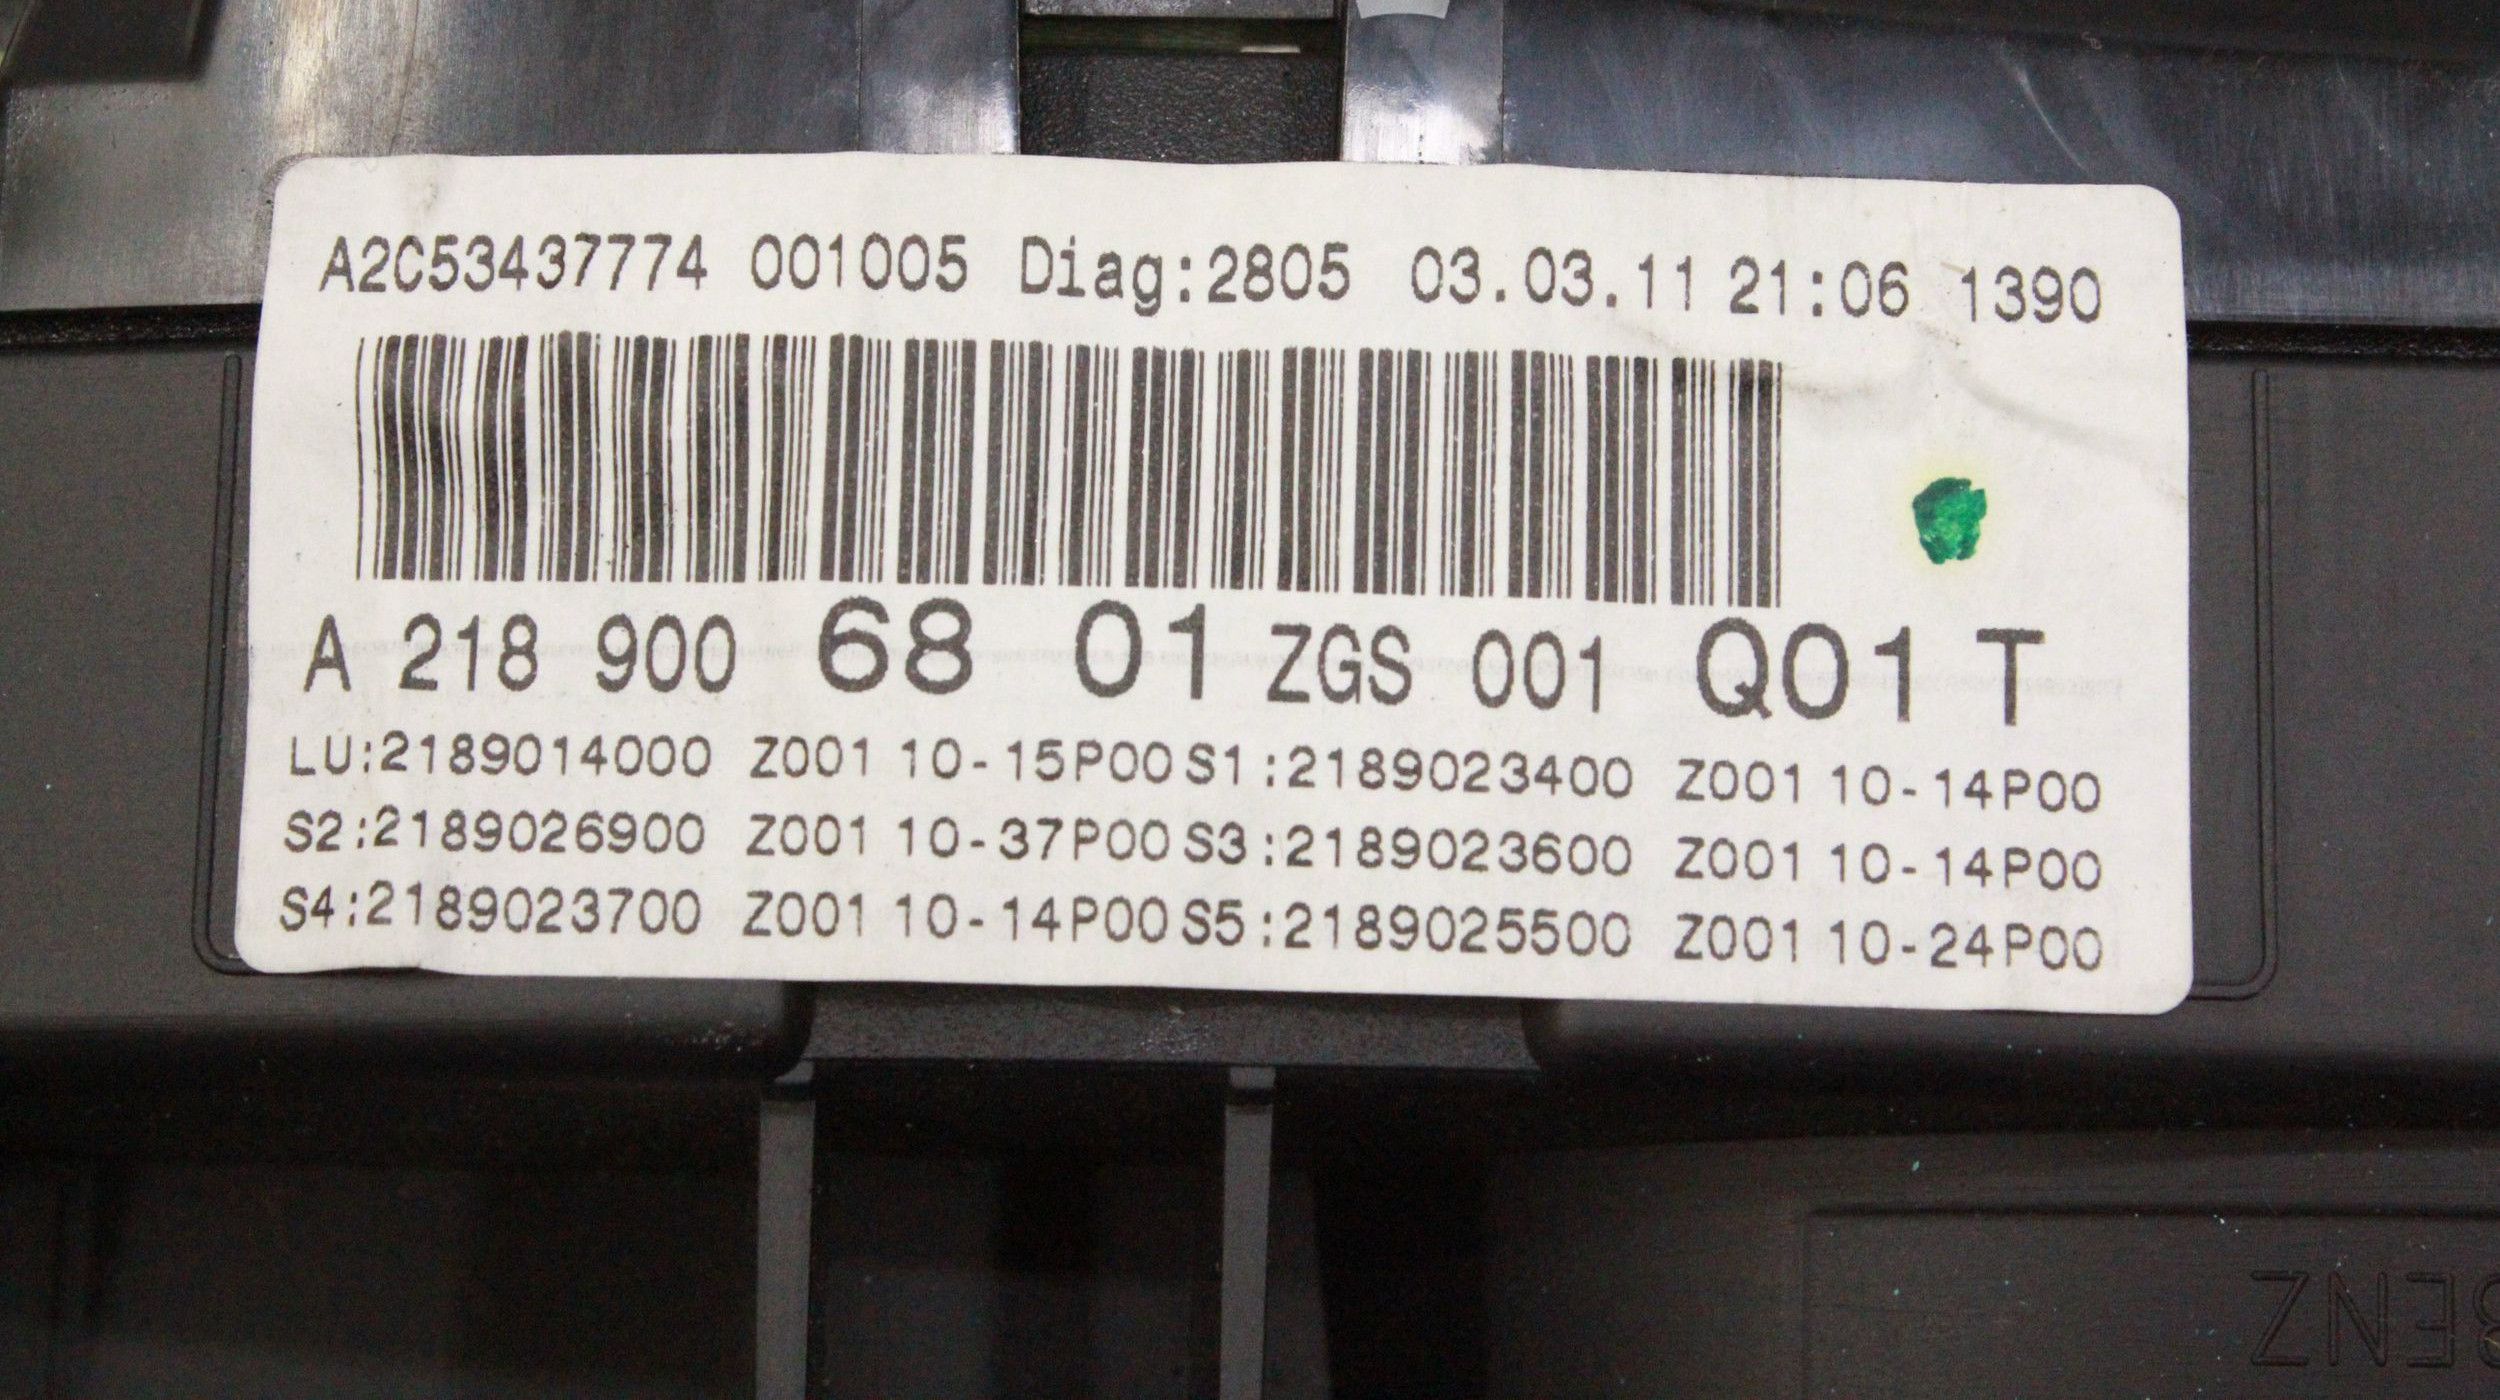 A2C53437774 001005 Diag:2805 03.03.11 21:06 1390
A 218 900 68 01 ZGS 001 Q01 T
LU:2189014000 Z001 10-15P00 S1:2189023400 Z001 10-14P00
S2:2189026900 Z001 10-37P00 S3:2189023600 Z001 10-14P00
S4:2189023700 Z001 10-14P00 S5:2189025500 Z001 10-24P00
BENZ